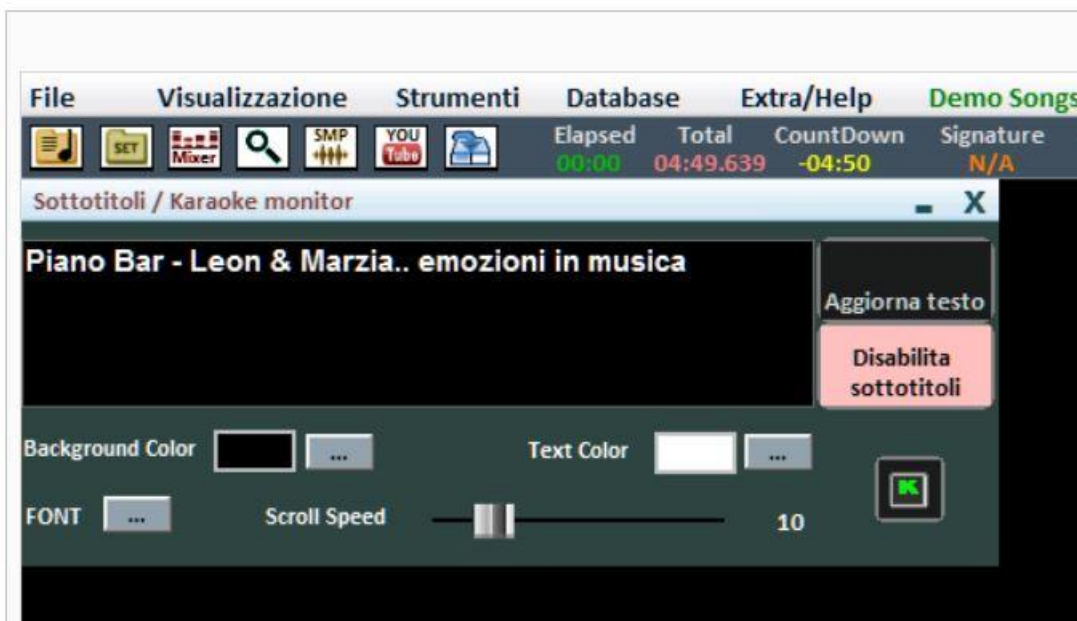 File Visualizzazione Strumenti Database Extra/Help Demo Songs
SET Mixer SMP YOU Tube
Elapsed Total CountDown Signature
00:00 04:49.639 -04:50 N/A
Sottotitoli / Karaoke monitor - X
Piano Bar - Leon & Marzia.. emozioni in musica
Aggiorna testo
Disabilita
sottotitoli
Background Color ... Text Color ...
FONT ... Scroll Speed 10